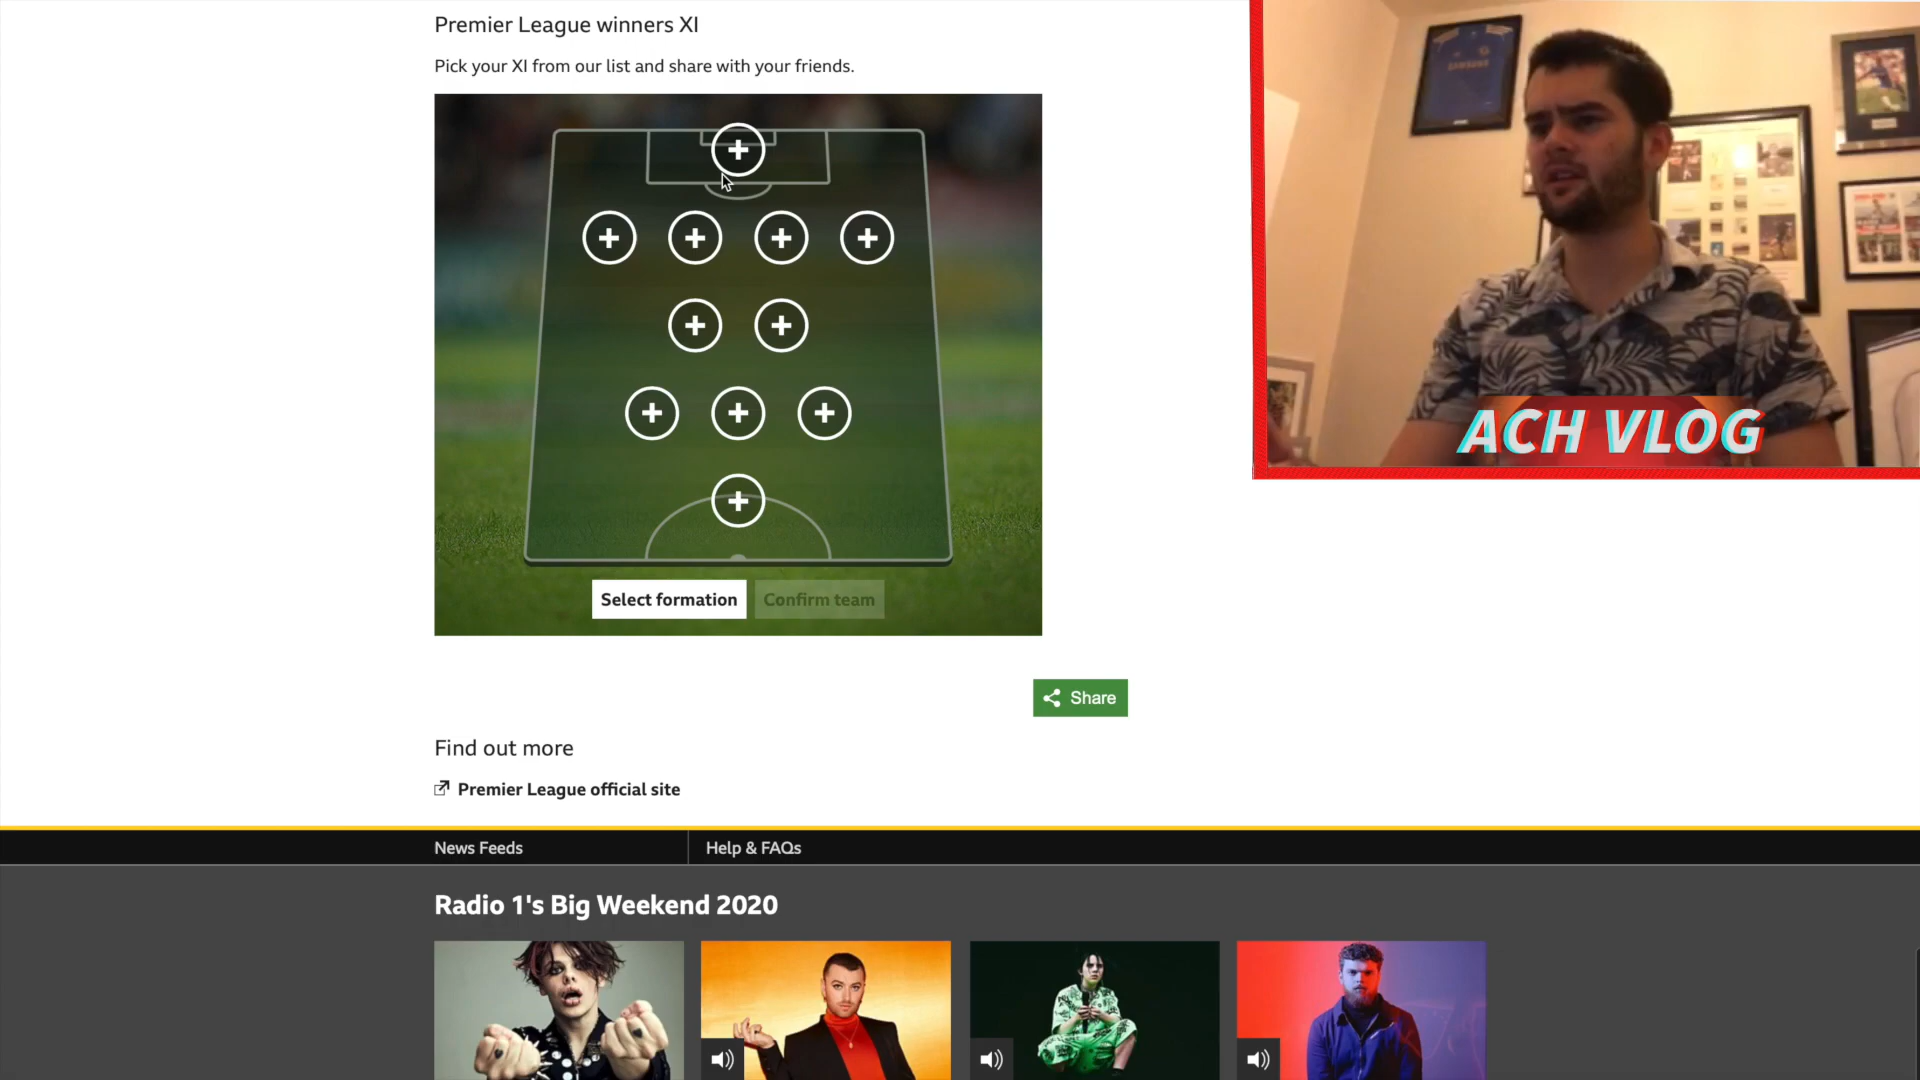 Premier League winners XI
Pick your XI from our list and share with your friends.
SAMSUNG
ACH VLOG
Select formation
Confirm team
Share
Find out more
Premier League official site
News Feeds
Help & FAQs
Radio 1's Big Weekend 2020